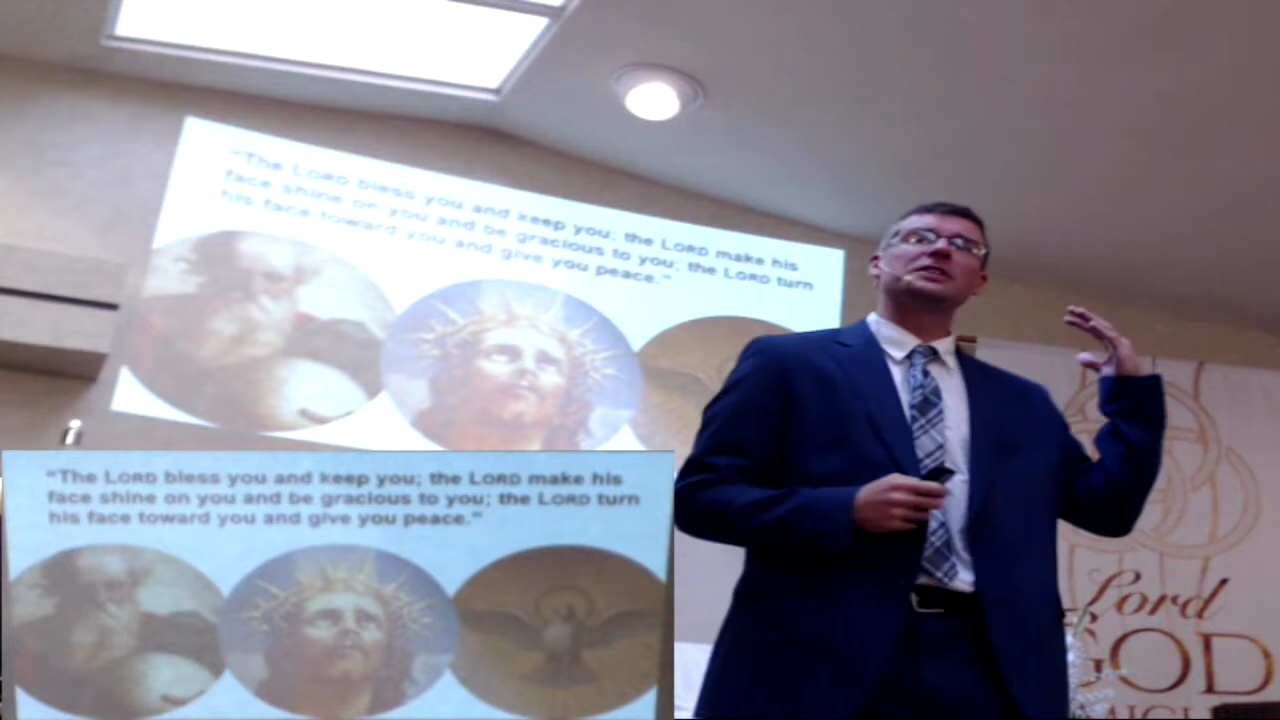 “The LORD bless you and keep you; the LORD make his
face shine on you and be gracious to you; the LORD turn
his face toward you and give you peace.”
“The LORD bless you and keep you; the LORD make his
face shine on you and be gracious to you; the LORD turn
his face toward you and give you peace.”
Lord
GOD